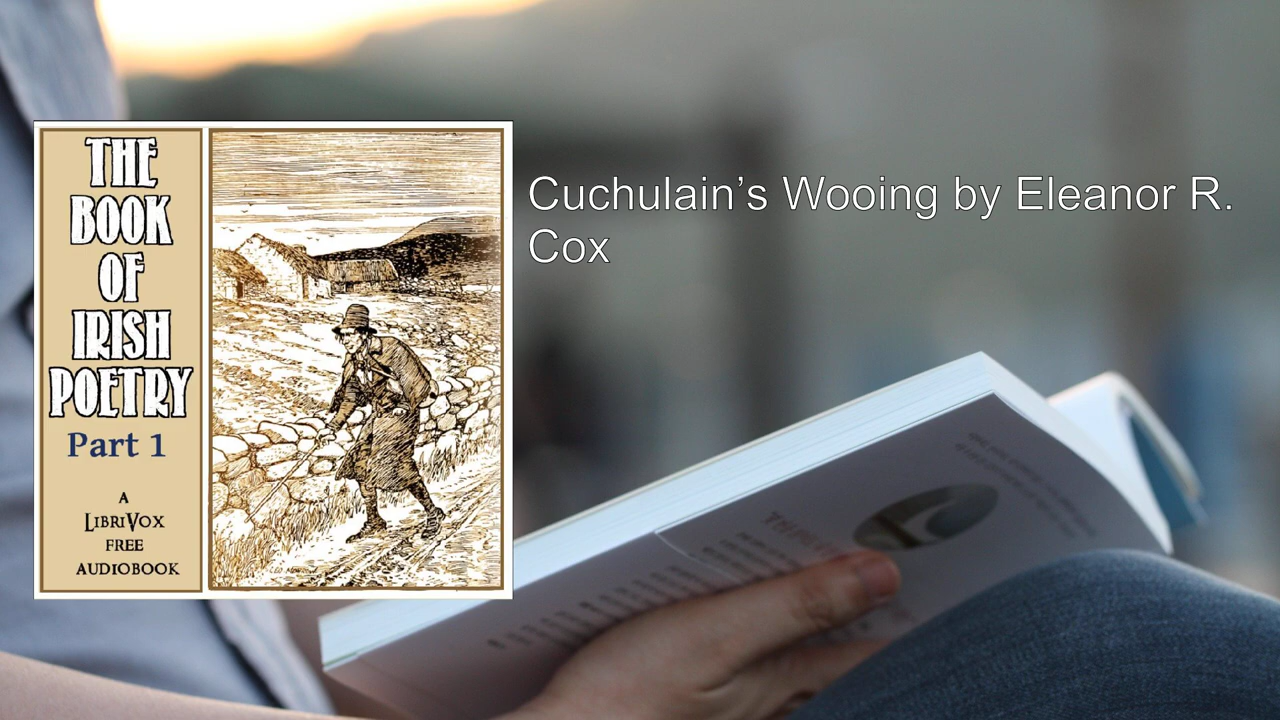 THE
BOOK
OF
IRISH
POETRY
Part 1
A
LIBRIVOX
FREE
AUDIOBOOK
Cuchulain’s Wooing by Eleanor R.
Cox